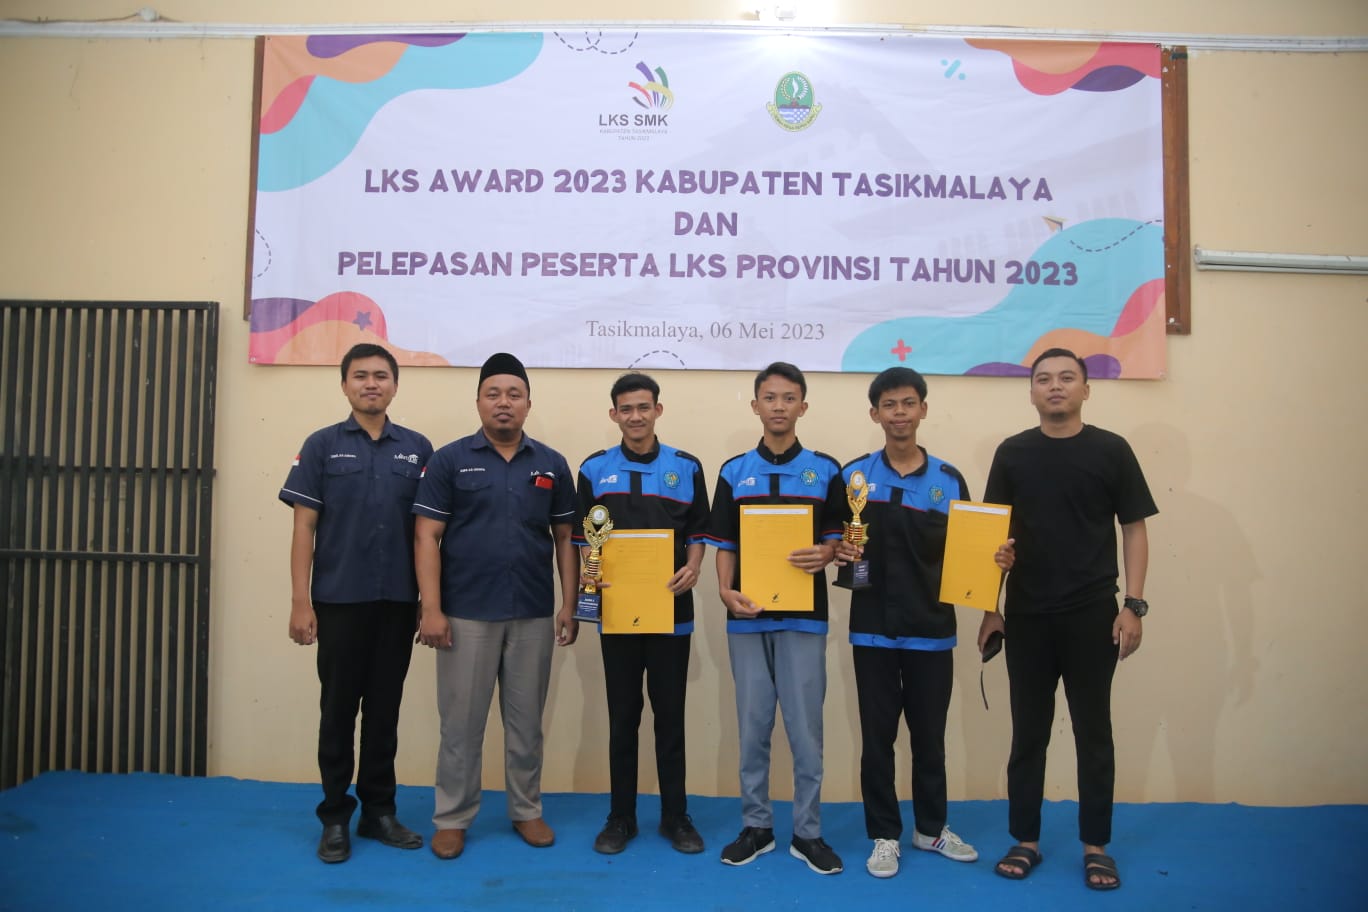 LKS SMK
KABUPATEN TASIKMALAYA
TAHUN 2023
LKS AWARD 2023 KABUPATEN TASIKMALAYA
DAN
PELEPASAN PESERTA LKS PROVINSI TAHUN 2023
Tasikmalaya, 06 Mei 2023